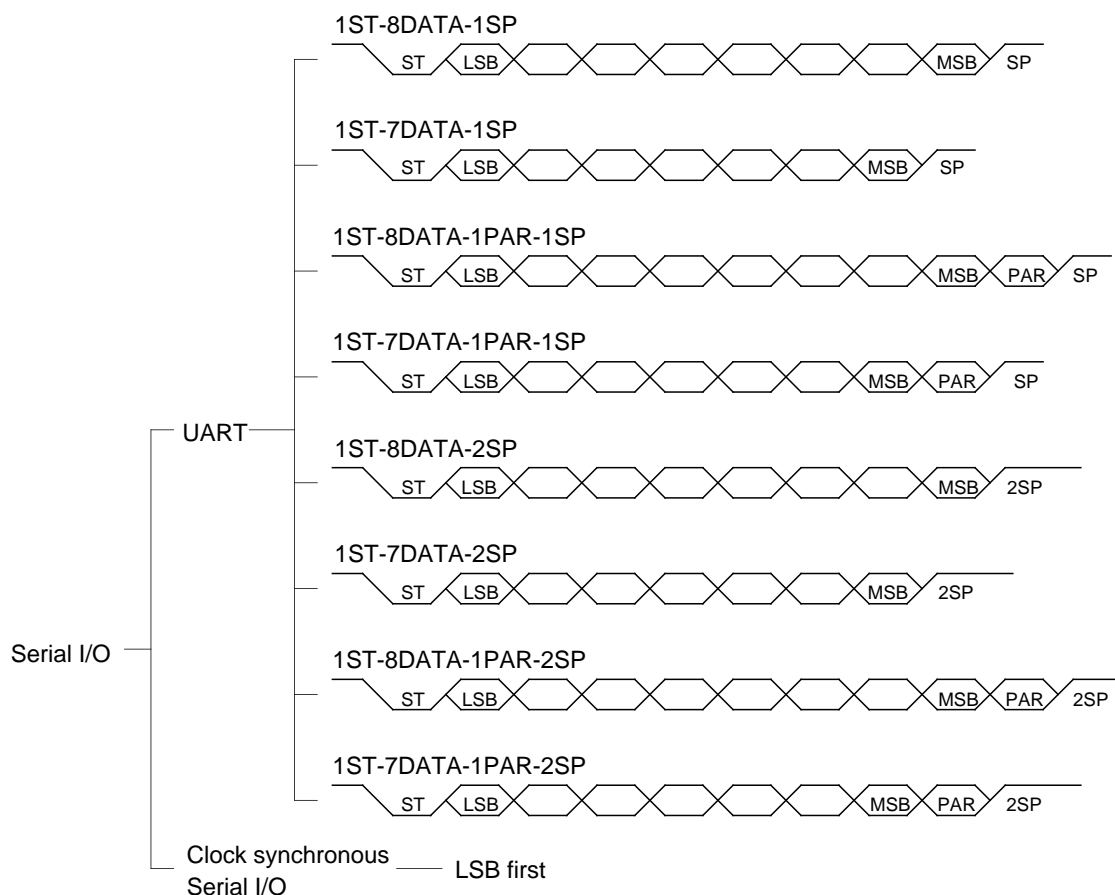 1ST-8DATA-1SP
ST LSB MSB SP
1ST-7DATA-1SP
ST LSB MSB SP
1ST-8DATA-1PAR-1SP
ST LSB MSB PAR SP
1ST-7DATA-1PAR-1SP
ST LSB MSB PAR SP
UART
1ST-8DATA-2SP
ST LSB MSB 2SP
1ST-7DATA-2SP
ST LSB MSB 2SP
Serial I/O
1ST-8DATA-1PAR-2SP
ST LSB MSB PAR 2SP
1ST-7DATA-1PAR-2SP
ST LSB MSB PAR 2SP
Clock synchronous
Serial I/O
LSB first